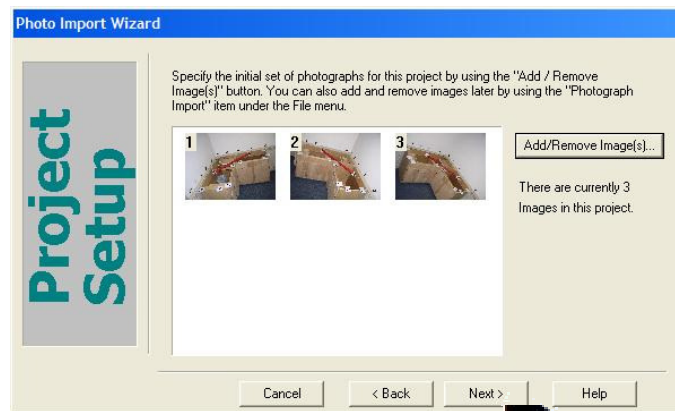 Photo Import Wizard
Project
Setup
Specify the initial set of photographs for this project by using the "Add / Remove
Image(s)" button. You can also add and remove images later by using the "Photograph
Import" item under the File menu.
1
2
3
Add/Remove Image(s)...
There are currently 3
Images in this project.
Cancel
< Back
Next >
Help